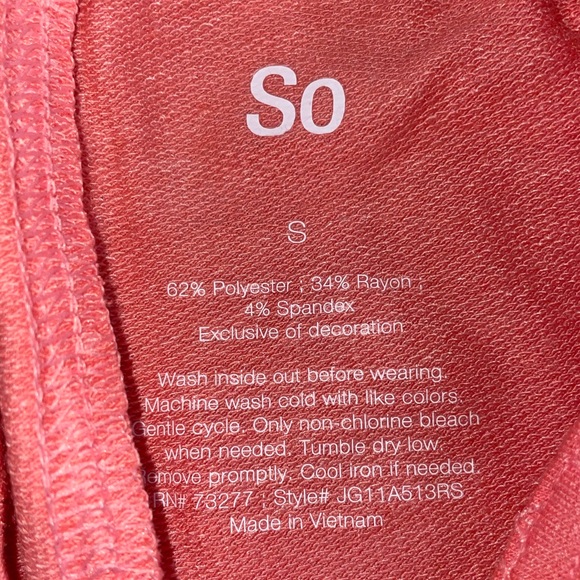 So
S
62% Polyester ; 34% Rayon ;
4% Spandex
Exclusive of decoration
Wash inside out before wearing.
Machine wash cold with like colors.
Gentle cycle. Only non-chlorine bleach
when needed. Tumble dry low.
Remove promptly. Cool iron if needed.
RN# 73277 ; Style# JG11A513RS
Made in Vietnam